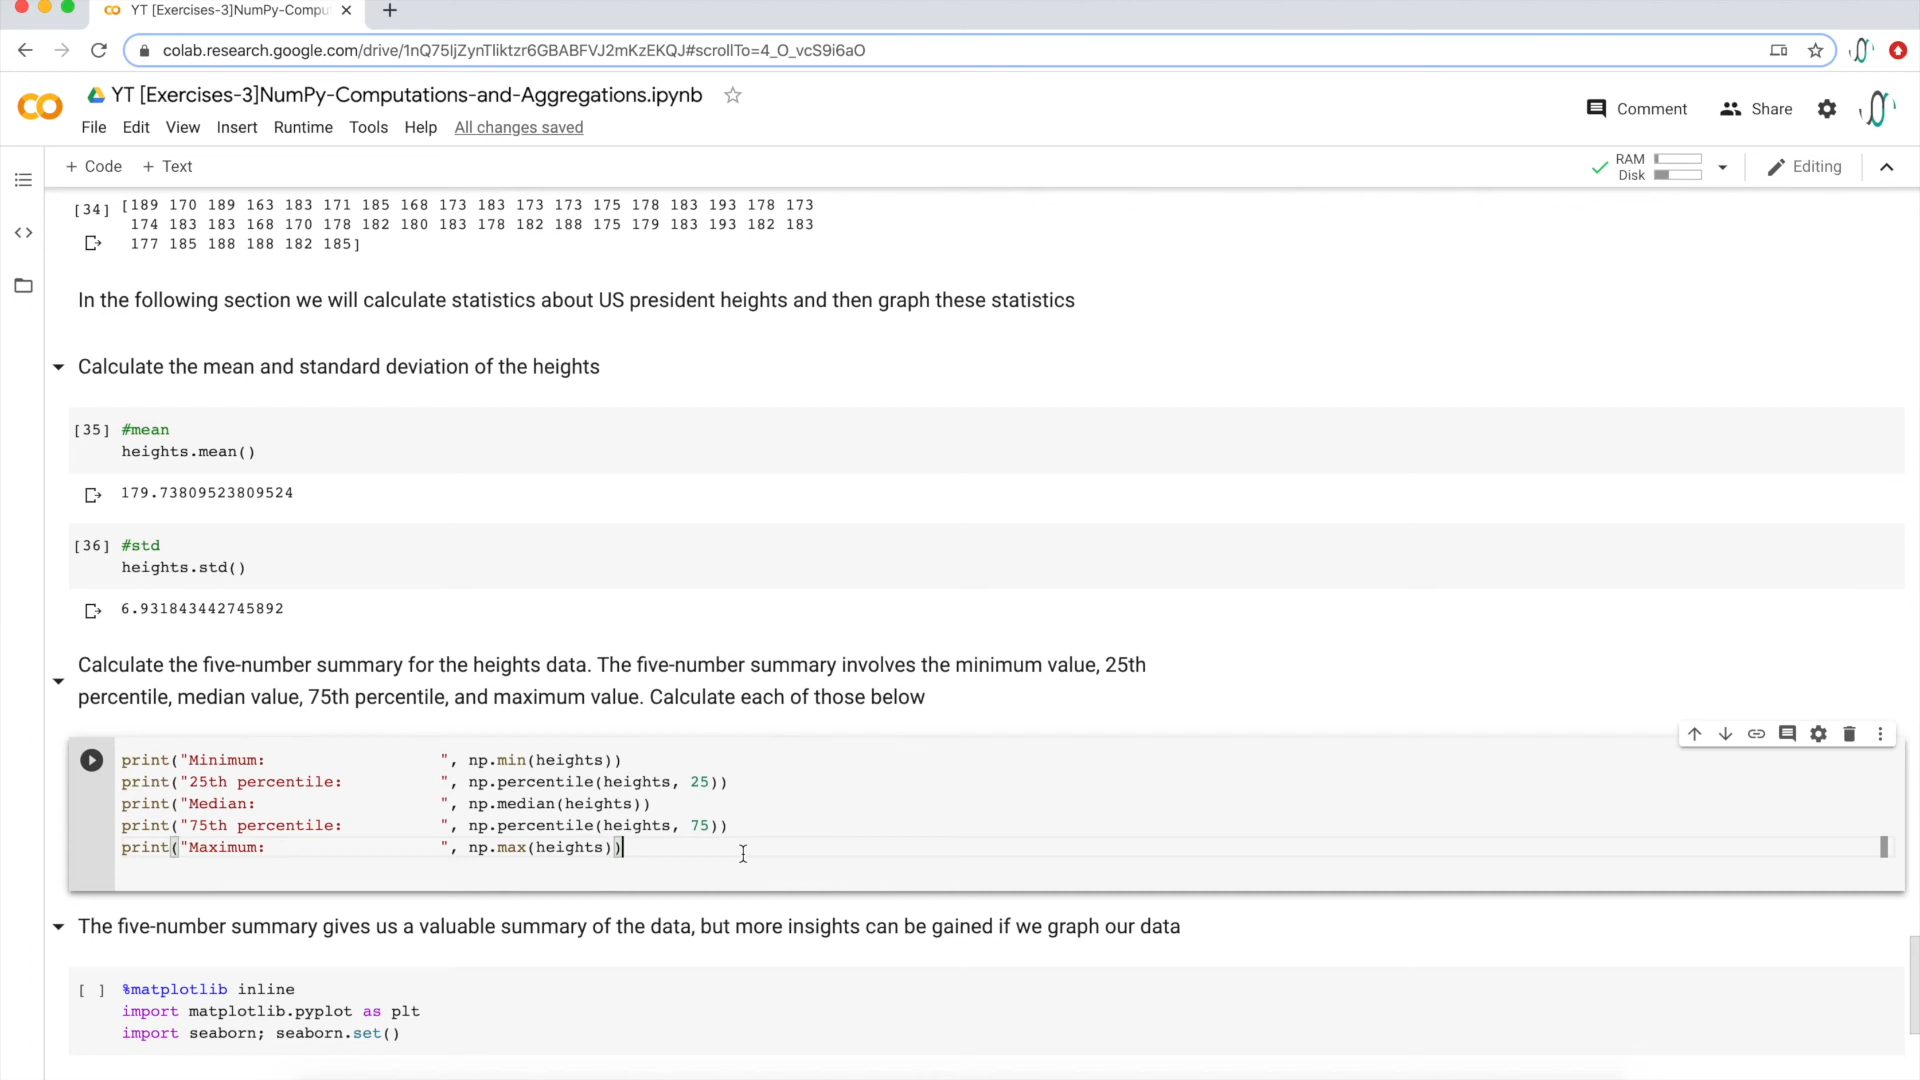 YT [Exercises-3]NumPy-Compu
colab.research.google.com/drive/1nQ75ljZynTliktzr6GBABFVJ2mKzEKQJ#scrollTo=4_O_vcS9i6aO
YT [Exercises-3]NumPy-Computations-and-Aggregations.ipynb
Comment Share
File Edit View Insert Runtime Tools Help All changes saved
+ Code + Text
RAM
Disk
Editing
[34] [189 170 189 163 183 171 185 168 173 183 173 173 175 178 183 193 178 173
174 183 183 168 170 178 182 180 183 178 182 188 175 179 183 193 182 183
177 185 188 188 182 185]
In the following section we will calculate statistics about US president heights and then graph these statistics
Calculate the mean and standard deviation of the heights
[35] #mean
heights.mean()
179.73809523809524
[36] #std
heights.std()
6.931843442745892
Calculate the five-number summary for the heights data. The five-number summary involves the minimum value, 25th
percentile, median value, 75th percentile, and maximum value. Calculate each of those below
print("Minimum:                  ", np.min(heights))
print("25th percentile:          ", np.percentile(heights, 25))
print("Median:                   ", np.median(heights))
print("75th percentile:          ", np.percentile(heights, 75))
print("Maximum:                  ", np.max(heights))
The five-number summary gives us a valuable summary of the data, but more insights can be gained if we graph our data
[ ] %matplotlib inline
import matplotlib.pyplot as plt
import seaborn; seaborn.set()